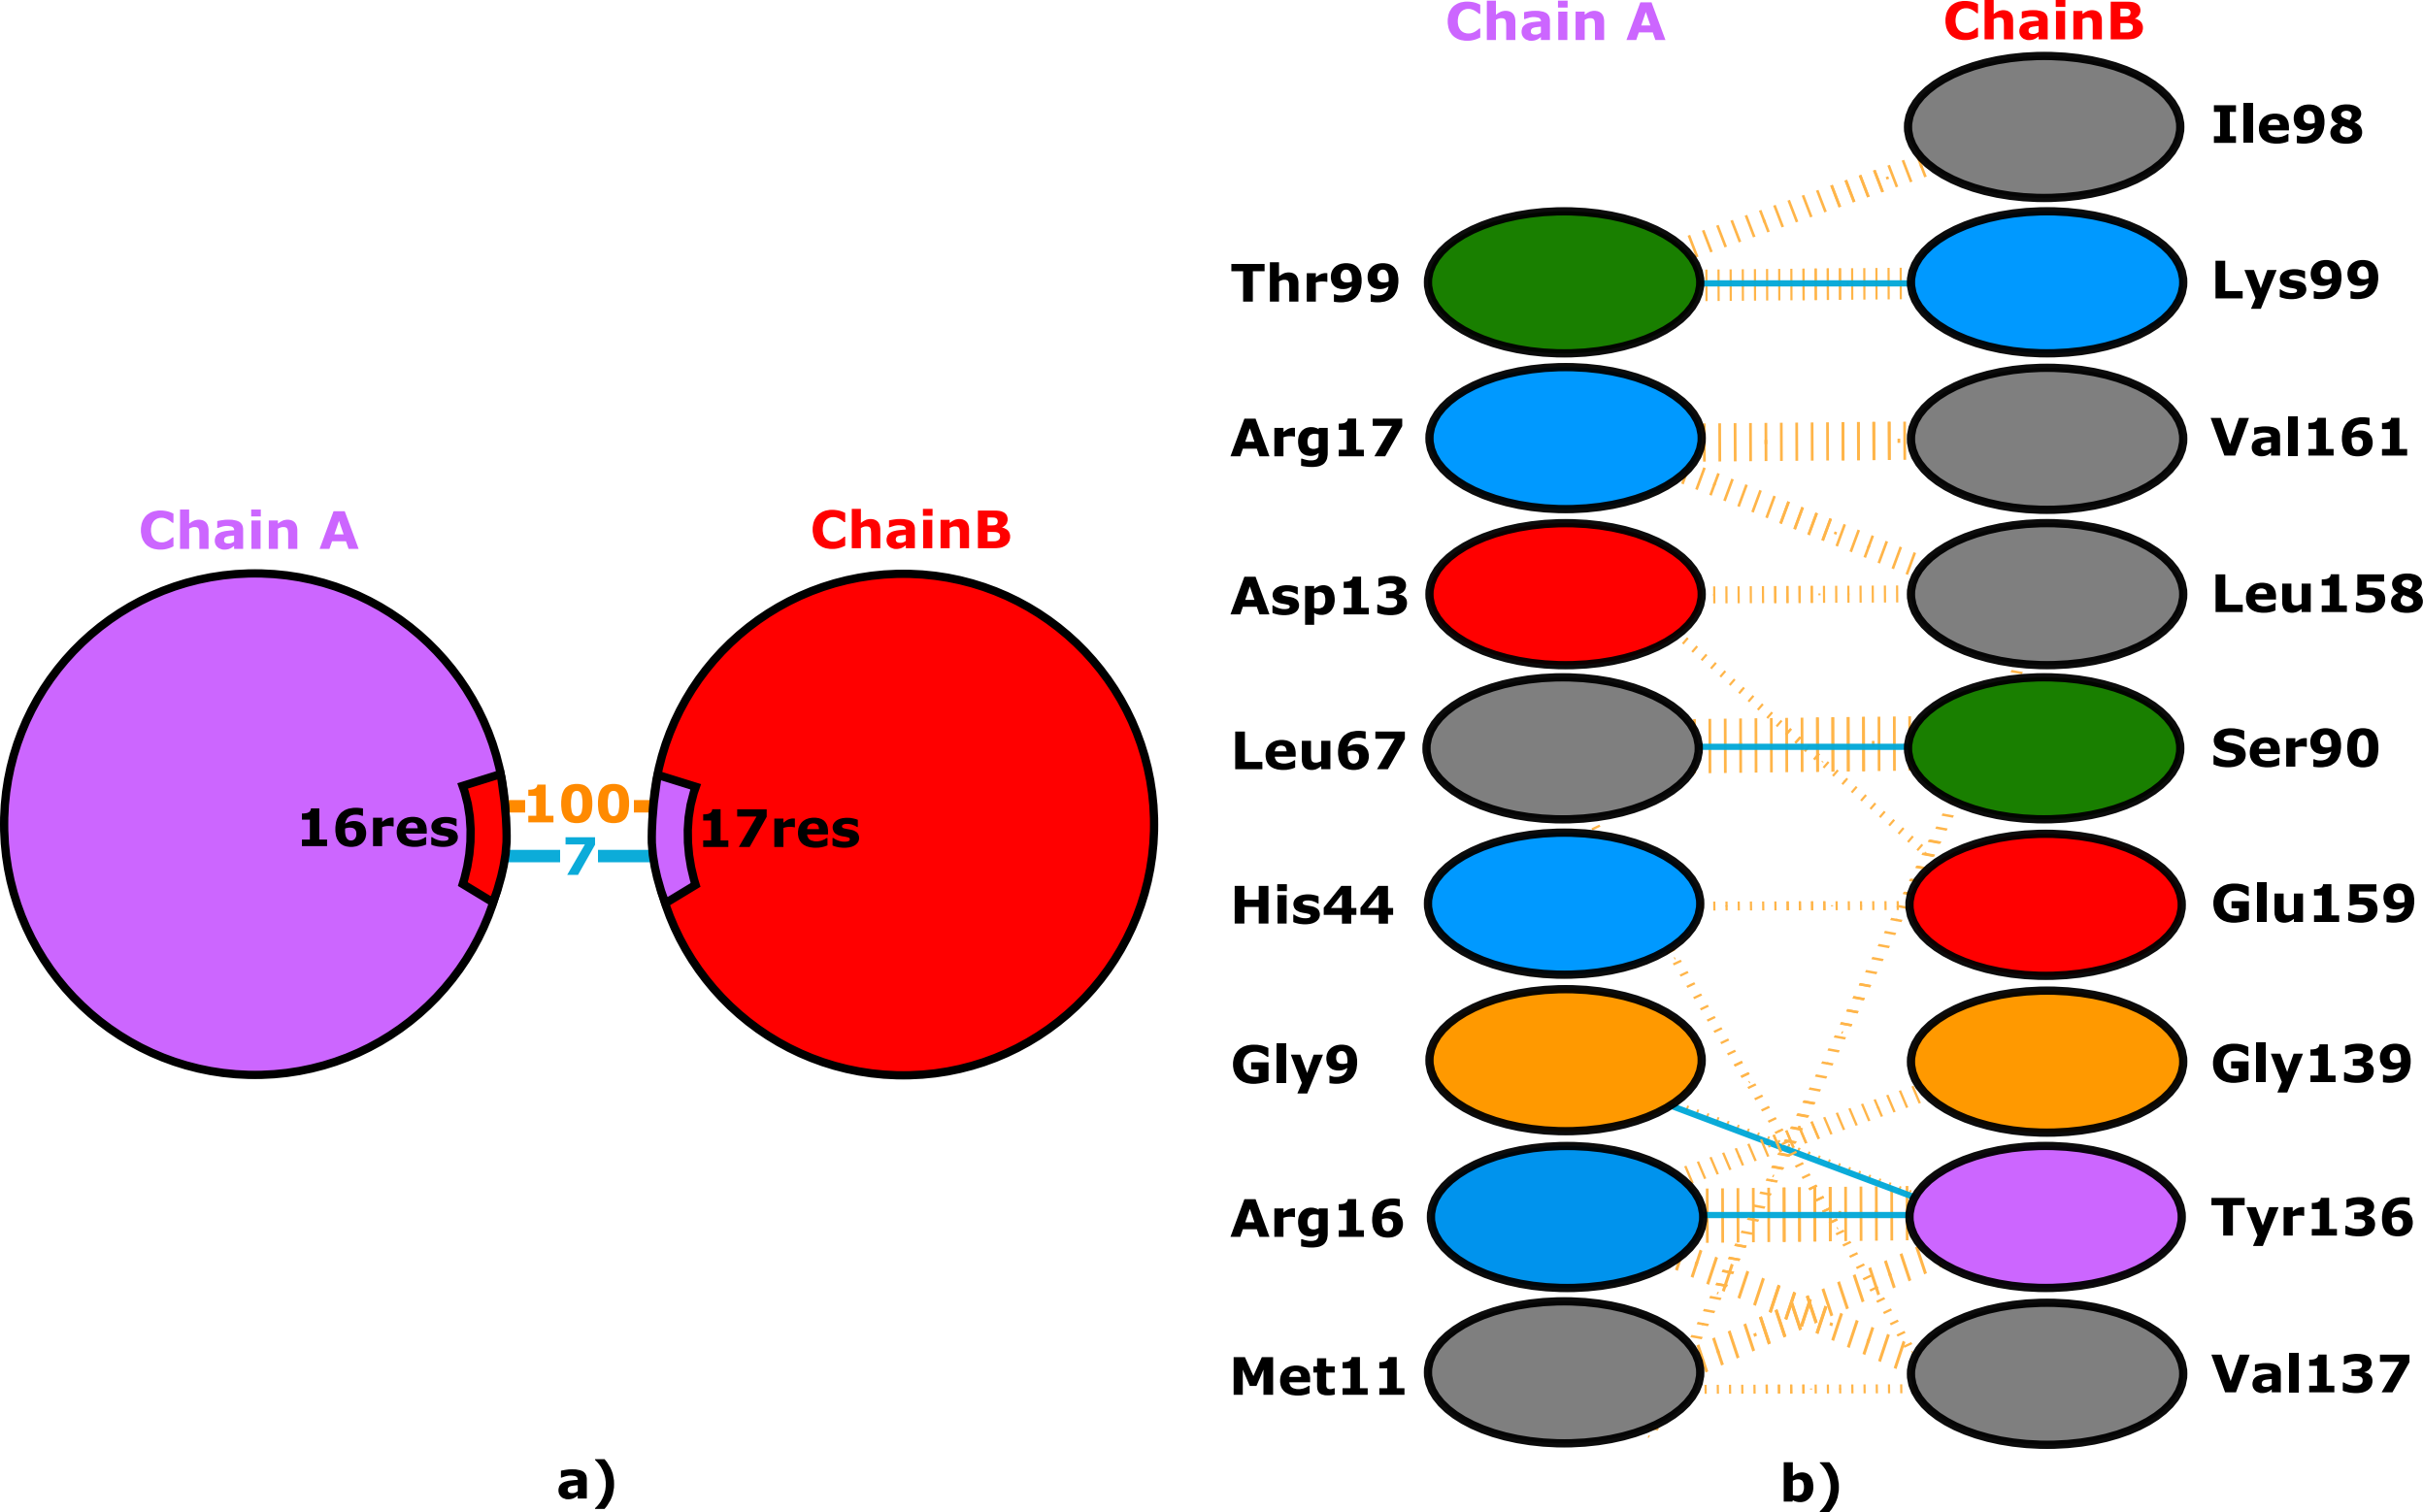 Chain A
ChainB
16res
100
7
17res
a)
Chain A
ChainB
Ile98
Thr99
Lys99
Arg17
Val161
Asp13
Leu158
Leu67
Ser90
His44
Glu159
Gly9
Gly139
Arg16
Tyr136
Met11
Val137
b)